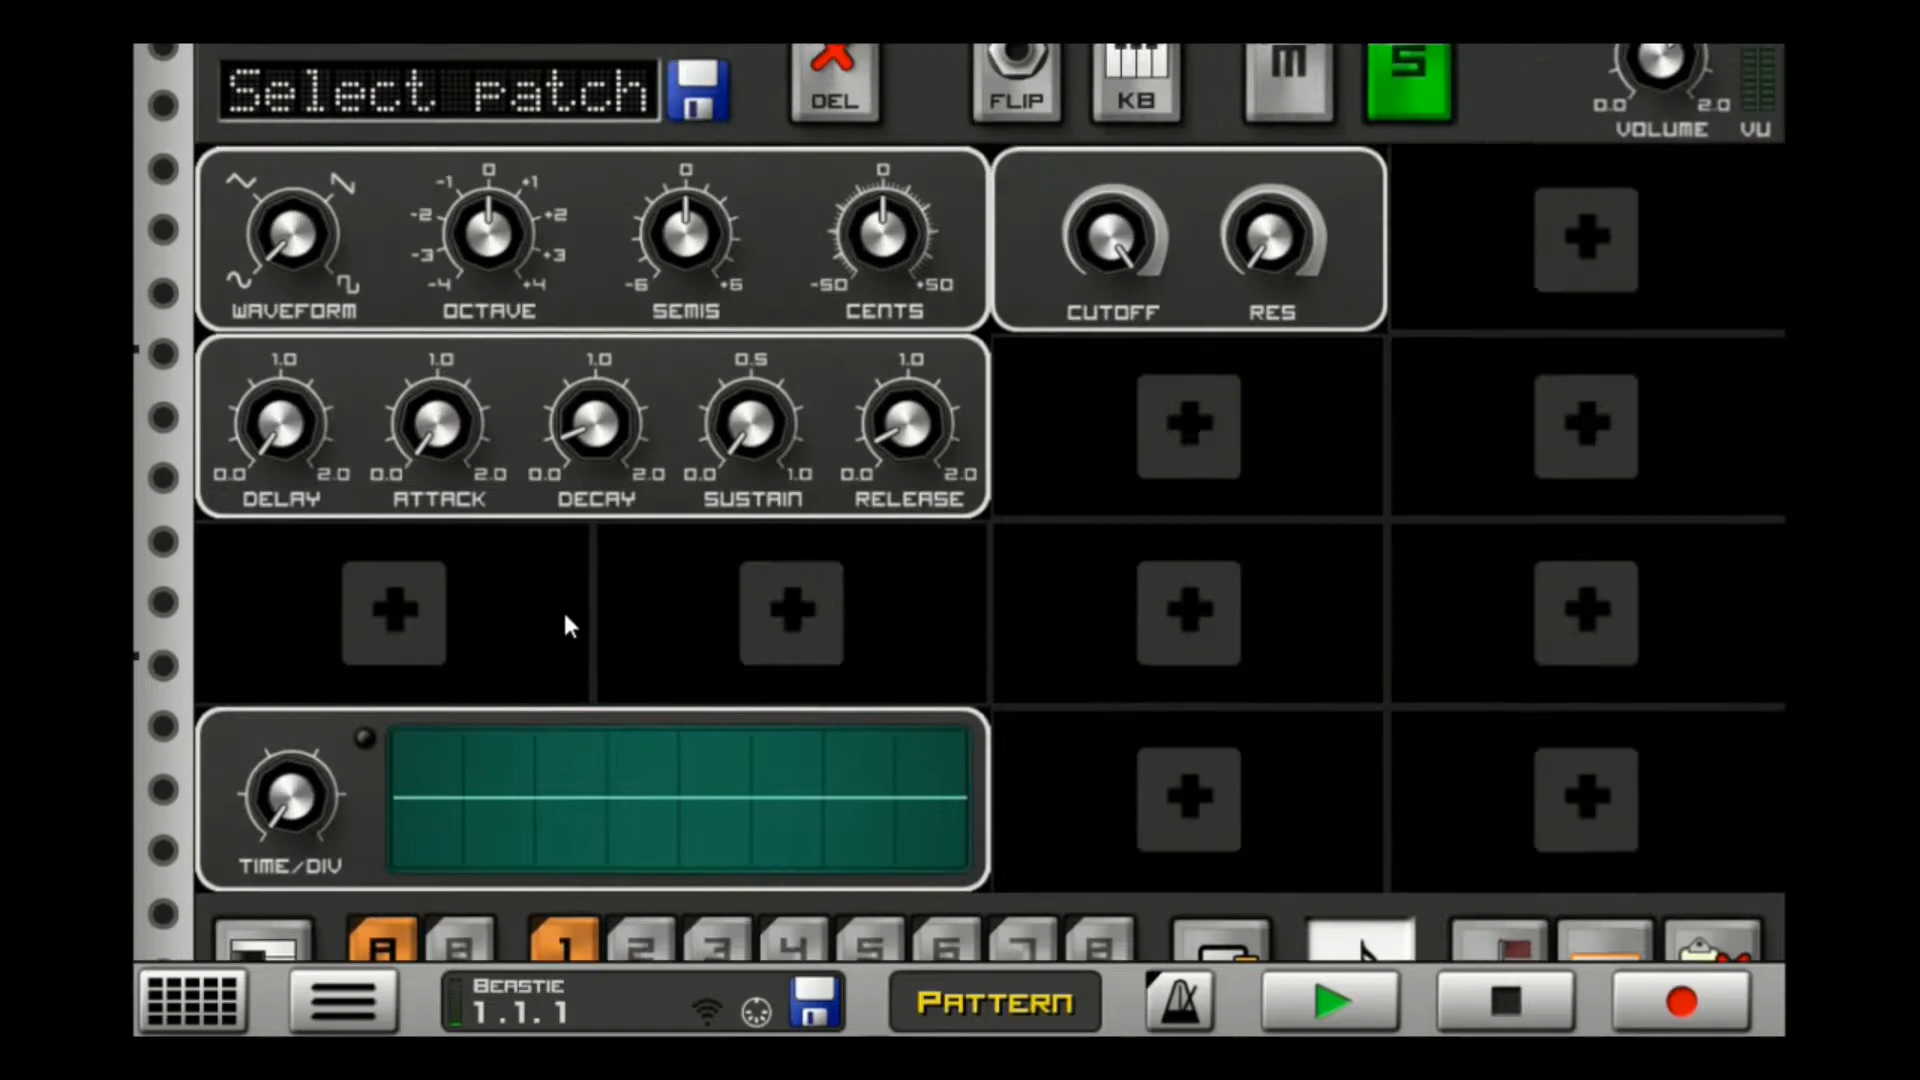 Select patch
DEL
FLIP
KB
M
S
0.0 2.0
VOLUME VU
WAVEFORM
-4 -3 -2 -1 0 +1 +2 +3 +4
OCTAVE
-6 0 +6
SEMIS
-50 0 +50
CENTS
CUTOFF
RES
0.0 1.0 2.0
DELAY
0.0 1.0 2.0
ATTACK
0.0 1.0 2.0
DECAY
0.0 0.5 1.0
SUSTAIN
0.0 1.0 2.0
RELEASE
TIME/DIV
A B 1 2 3 4 5 6 7 8
BEASTIE
1.1.1
PATTERN